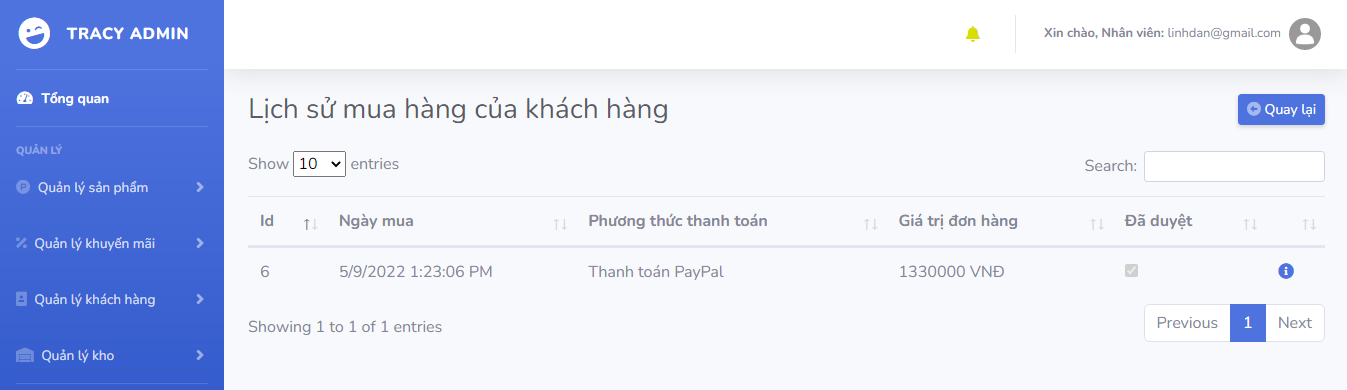 TRACY ADMIN
Xin chào, Nhân viên: linhdan@gmail.com
Tổng quan
QUẢN LÝ
Quản lý sản phẩm
Quản lý khuyến mãi
Quản lý khách hàng
Quản lý kho
Lịch sử mua hàng của khách hàng
Quay lại
Show 10 entries
Search:
Id Ngày mua Phương thức thanh toán Giá trị đơn hàng Đã duyệt
6 5/9/2022 1:23:06 PM Thanh toán PayPal 1330000 VNĐ
Showing 1 to 1 of 1 entries
Previous 1 Next